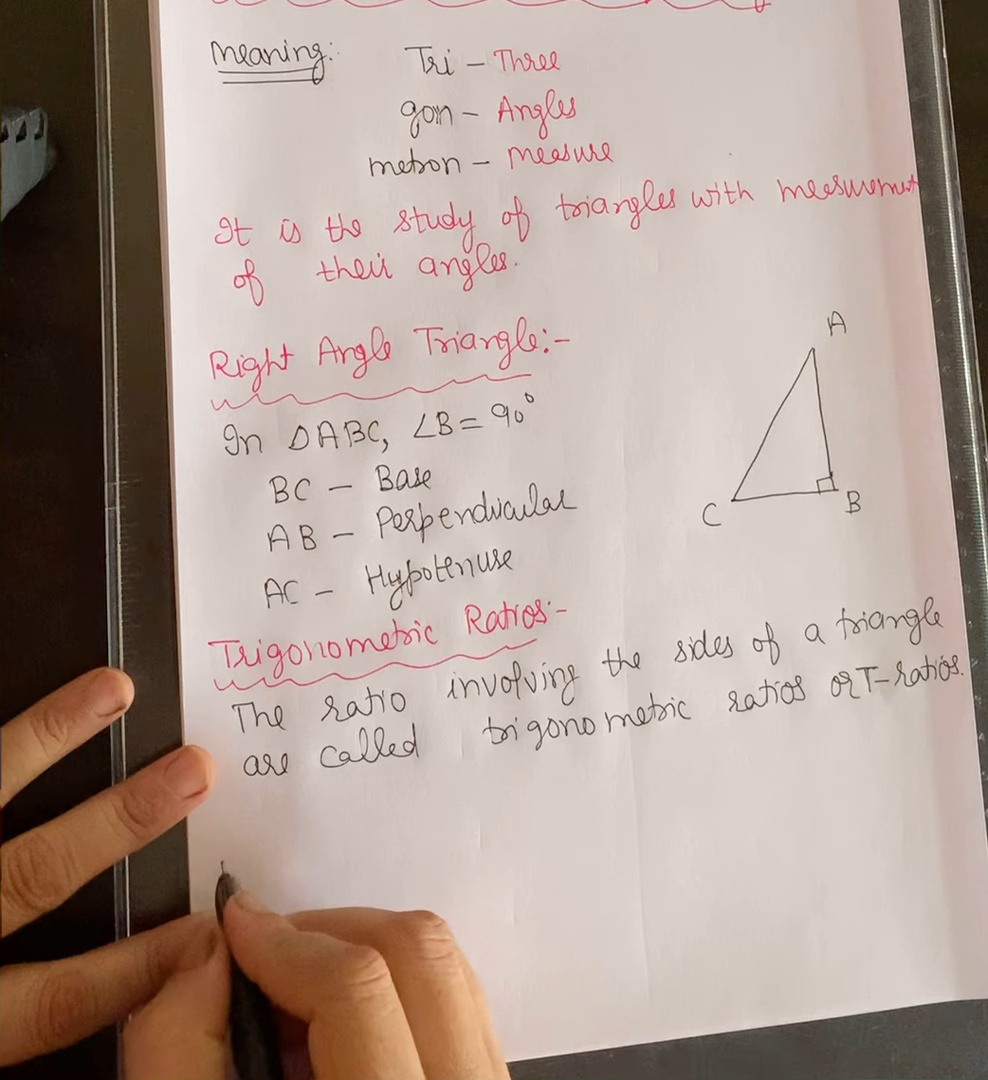 Meaning:
Tri - Three
gon - Angles
metron - Measure
It is the study of triangles with measurement
of their angles.
Right Angle Triangle:-
In ΔABC, ∠B = 90°
BC - Base
AB - Perpendicular
AC - Hypotenuse
A
C
B
Trigonometric Ratios:-
The ratio involving the sides of a triangle
are called trigonometric ratios or T-ratios.